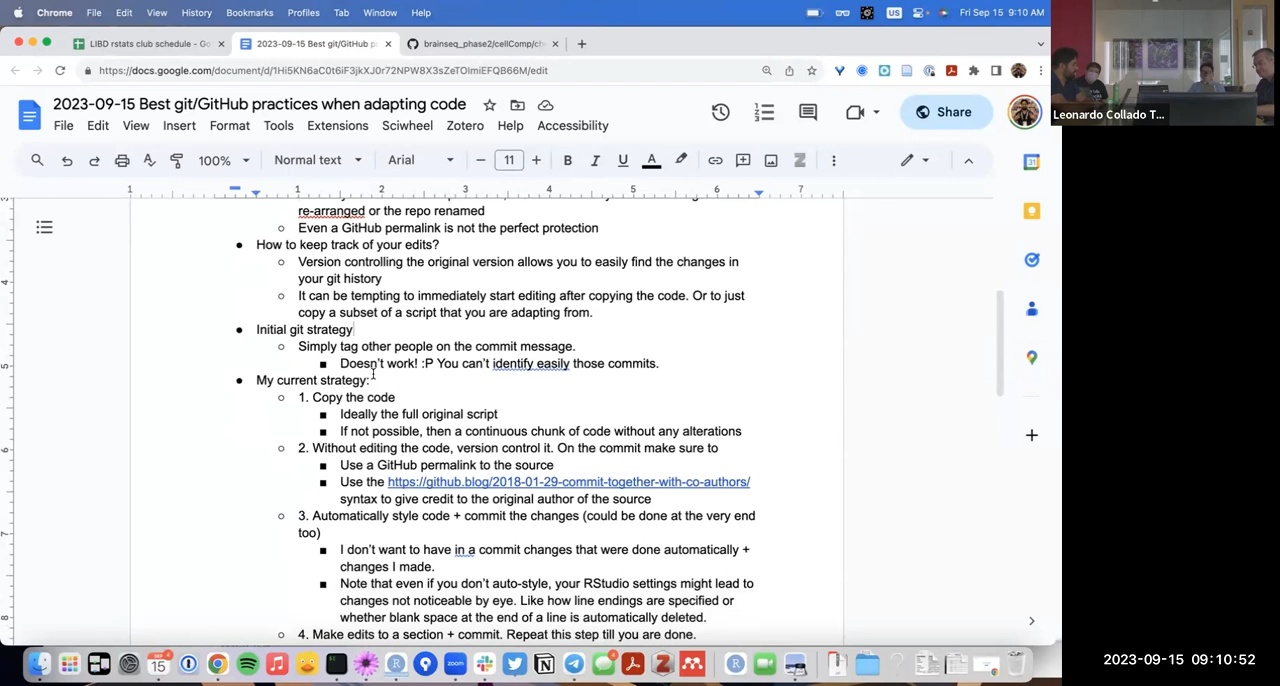 Chrome File Edit View History Bookmarks Profiles Tab Window Help US Fri Sep 15 9:10 AM
LIBD rstats club schedule - Go
2023-09-15 Best git/GitHub p
brainseq_phase2/cellComp/ch
https://docs.google.com/document/d/1Hi5KN6aC0t6iF3jkXJ0r72NPW8X3sZeTOlmiEFQB66M/edit
2023-09-15 Best git/GitHub practices when adapting code
Share
File Edit View Insert Format Tools Extensions Sciwheel Zotero Help Accessibility
100% Normal text Arial 11 B I U A
1 1 2 3 4 5 6 7
re-arranged or the repo renamed
Even a GitHub permalink is not the perfect protection
How to keep track of your edits?
Version controlling the original version allows you to easily find the changes in
your git history
It can be tempting to immediately start editing after copying the code. Or to just
copy a subset of a script that you are adapting from.
Initial git strategy
Simply tag other people on the commit message.
Doesn't work! :P You can't identify easily those commits.
My current strategy:
1. Copy the code
Ideally the full original script
If not possible, then a continuous chunk of code without any alterations
2. Without editing the code, version control it. On the commit make sure to
Use a GitHub permalink to the source
Use the https://github.blog/2018-01-29-commit-together-with-co-authors/
syntax to give credit to the original author of the source
3. Automatically style code + commit the changes (could be done at the very end
too)
I don't want to have in a commit changes that were done automatically +
changes I made.
Note that even if you don't auto-style, your RStudio settings might lead to
changes not noticeable by eye. Like how line endings are specified or
whether blank space at the end of a line is automatically deleted.
4. Make edits to a section + commit. Repeat this step till you are done.
Leonardo Collado T...
2023-09-15 09:10:52